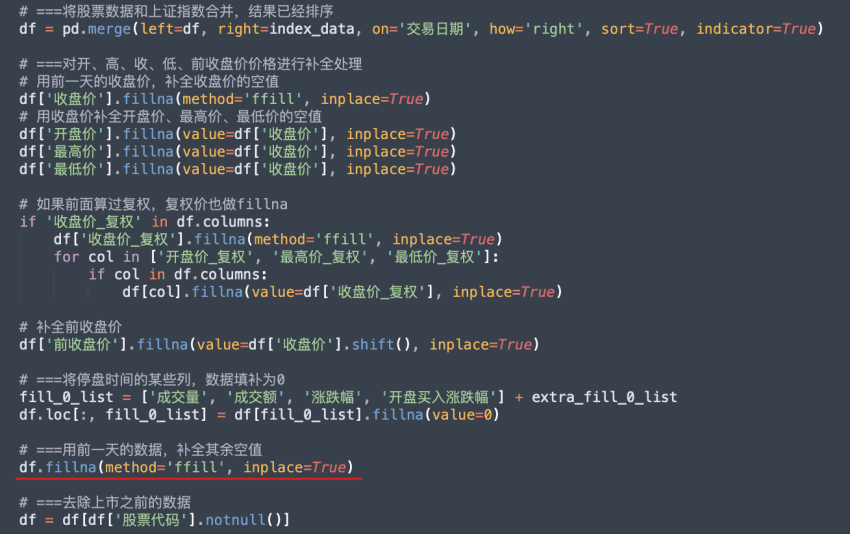 # ===将股票数据和上证指数合并，结果已经排序
df = pd.merge(left=df, right=index_data, on='交易日期', how='right', sort=True, indicator=True)
# ===对开、高、收、低、前收盘价价格进行补全处理
# 用前一天的收盘价，补全收盘价的空值
df['收盘价'].fillna(method='ffill', inplace=True)
# 用收盘价补全开盘价、最高价、最低价的空值
df['开盘价'].fillna(value=df['收盘价'], inplace=True)
df['最高价'].fillna(value=df['收盘价'], inplace=True)
df['最低价'].fillna(value=df['收盘价'], inplace=True)
# 如果前面算过复权，复权价也做fillna
if '收盘价_复权' in df.columns:
    df['收盘价_复权'].fillna(method='ffill', inplace=True)
    for col in ['开盘价_复权', '最高价_复权', '最低价_复权']:
        if col in df.columns:
            df[col].fillna(value=df['收盘价_复权'], inplace=True)
# 补全前收盘价
df['前收盘价'].fillna(value=df['收盘价'].shift(), inplace=True)
# ===将停盘时间的某些列，数据填补为0
fill_0_list = ['成交量', '成交额', '涨跌幅', '开盘买入涨跌幅'] + extra_fill_0_list
df.loc[:, fill_0_list] = df[fill_0_list].fillna(value=0)
# ===用前一天的数据，补全其余空值
df.fillna(method='ffill', inplace=True)
# ===去除上市之前的数据
df = df[df['股票代码'].notnull()]